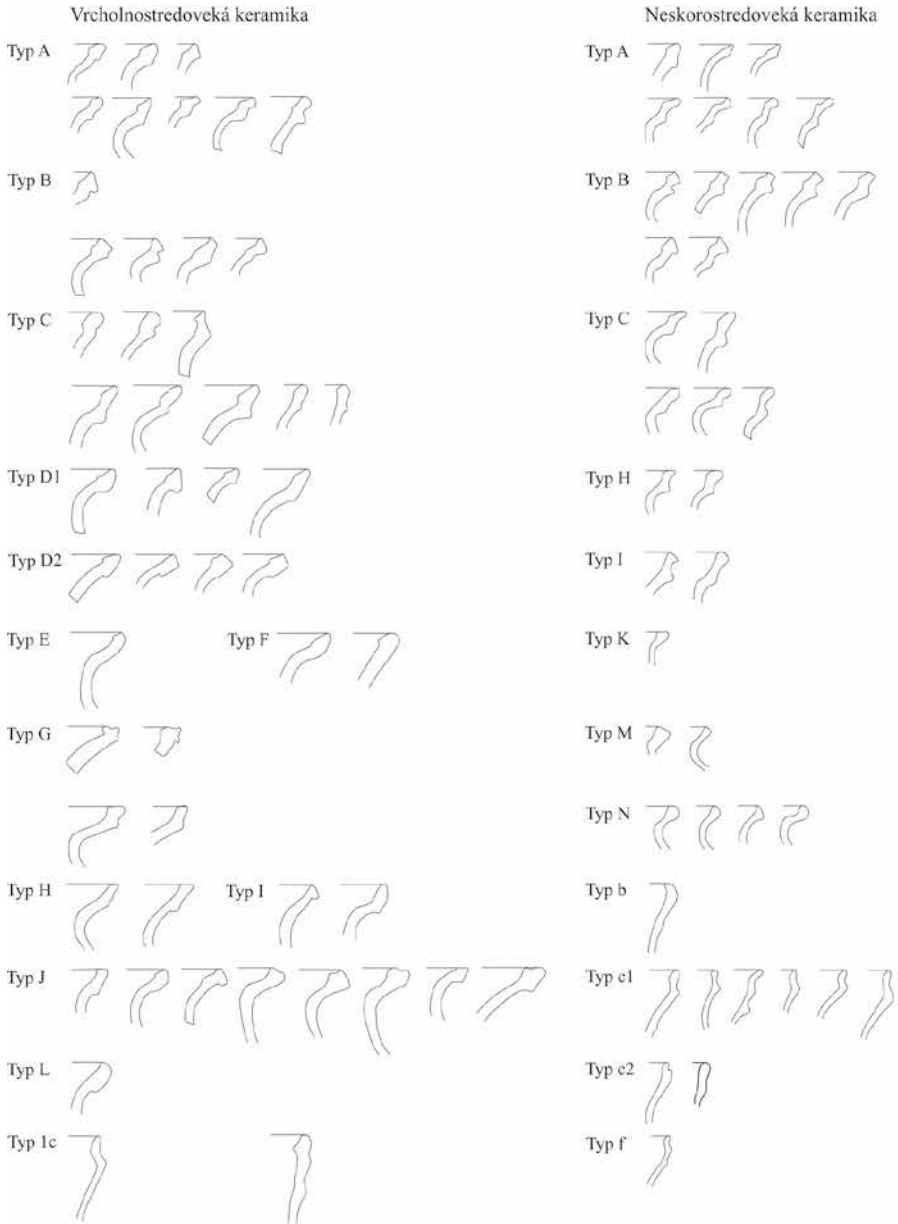 Vrcholnostredoveká keramika
Typ A
Typ B
Typ C
Typ D1
Typ D2
Typ E Typ F
Typ G
Typ H Typ I
Typ J
Typ L
Typ 1c
Neskorostredoveká keramika
Typ A
Typ B
Typ C
Typ H
Typ I
Typ K
Typ M
Typ N
Typ b
Typ c1
Typ c2
Typ f